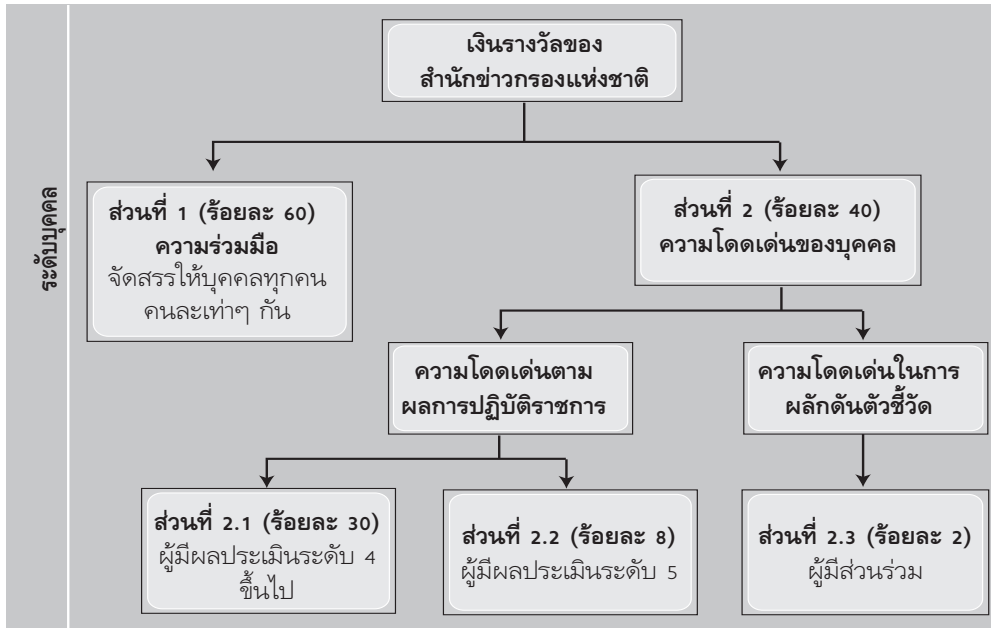 เงินรางวัลของ
สำนักข่าวกรองแห่งชาติ
ระดับบุคคล
ส่วนที่ 1 (ร้อยละ 60)
ความร่วมมือ
จัดสรรให้บุคคลทุกคน
คนละเท่าๆ กัน
ส่วนที่ 2 (ร้อยละ 40)
ความโดดเด่นของบุคคล
ความโดดเด่นตาม
ผลการปฏิบัติราชการ
ความโดดเด่นในการ
ผลักดันตัวชี้วัด
ส่วนที่ 2.1 (ร้อยละ 30)
ผู้มีผลประเมินระดับ 4
ขึ้นไป
ส่วนที่ 2.2 (ร้อยละ 8)
ผู้มีผลประเมินระดับ 5
ส่วนที่ 2.3 (ร้อยละ 2)
ผู้มีส่วนร่วม